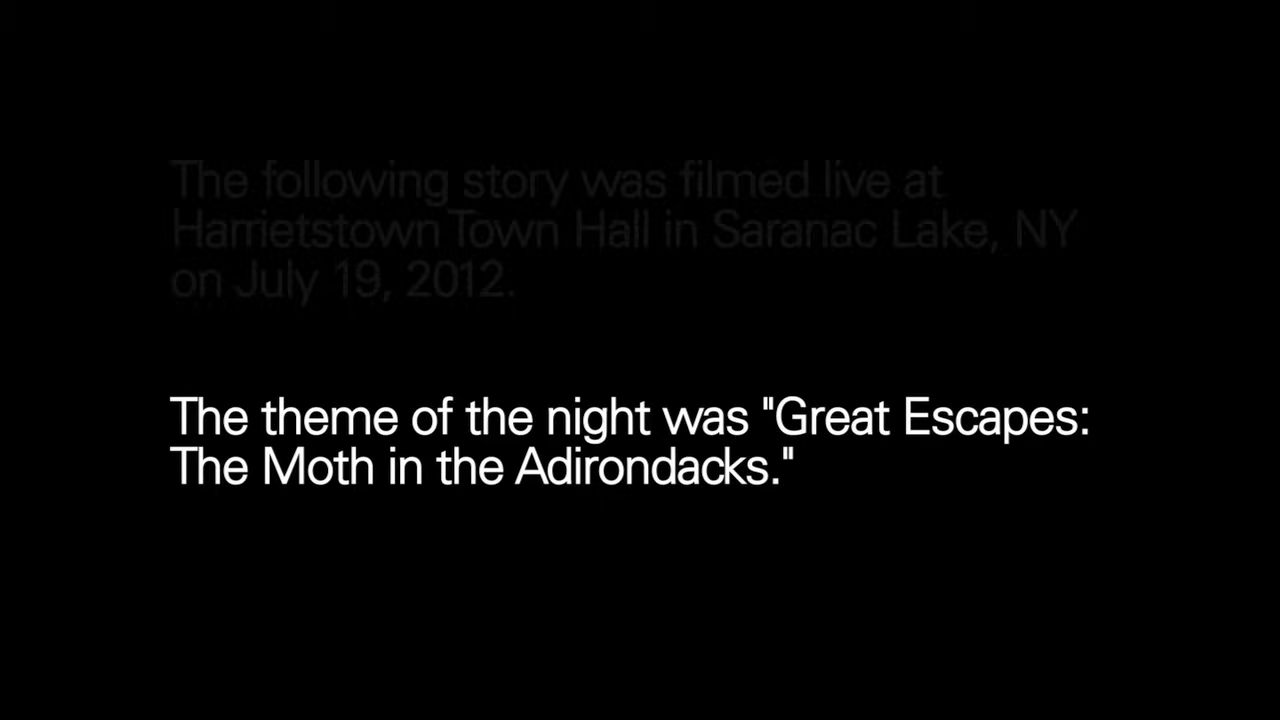 The following story was filmed live at
Harrietstown Town Hall in Saranac Lake, NY
on July 19, 2012.
The theme of the night was "Great Escapes:
The Moth in the Adirondacks."